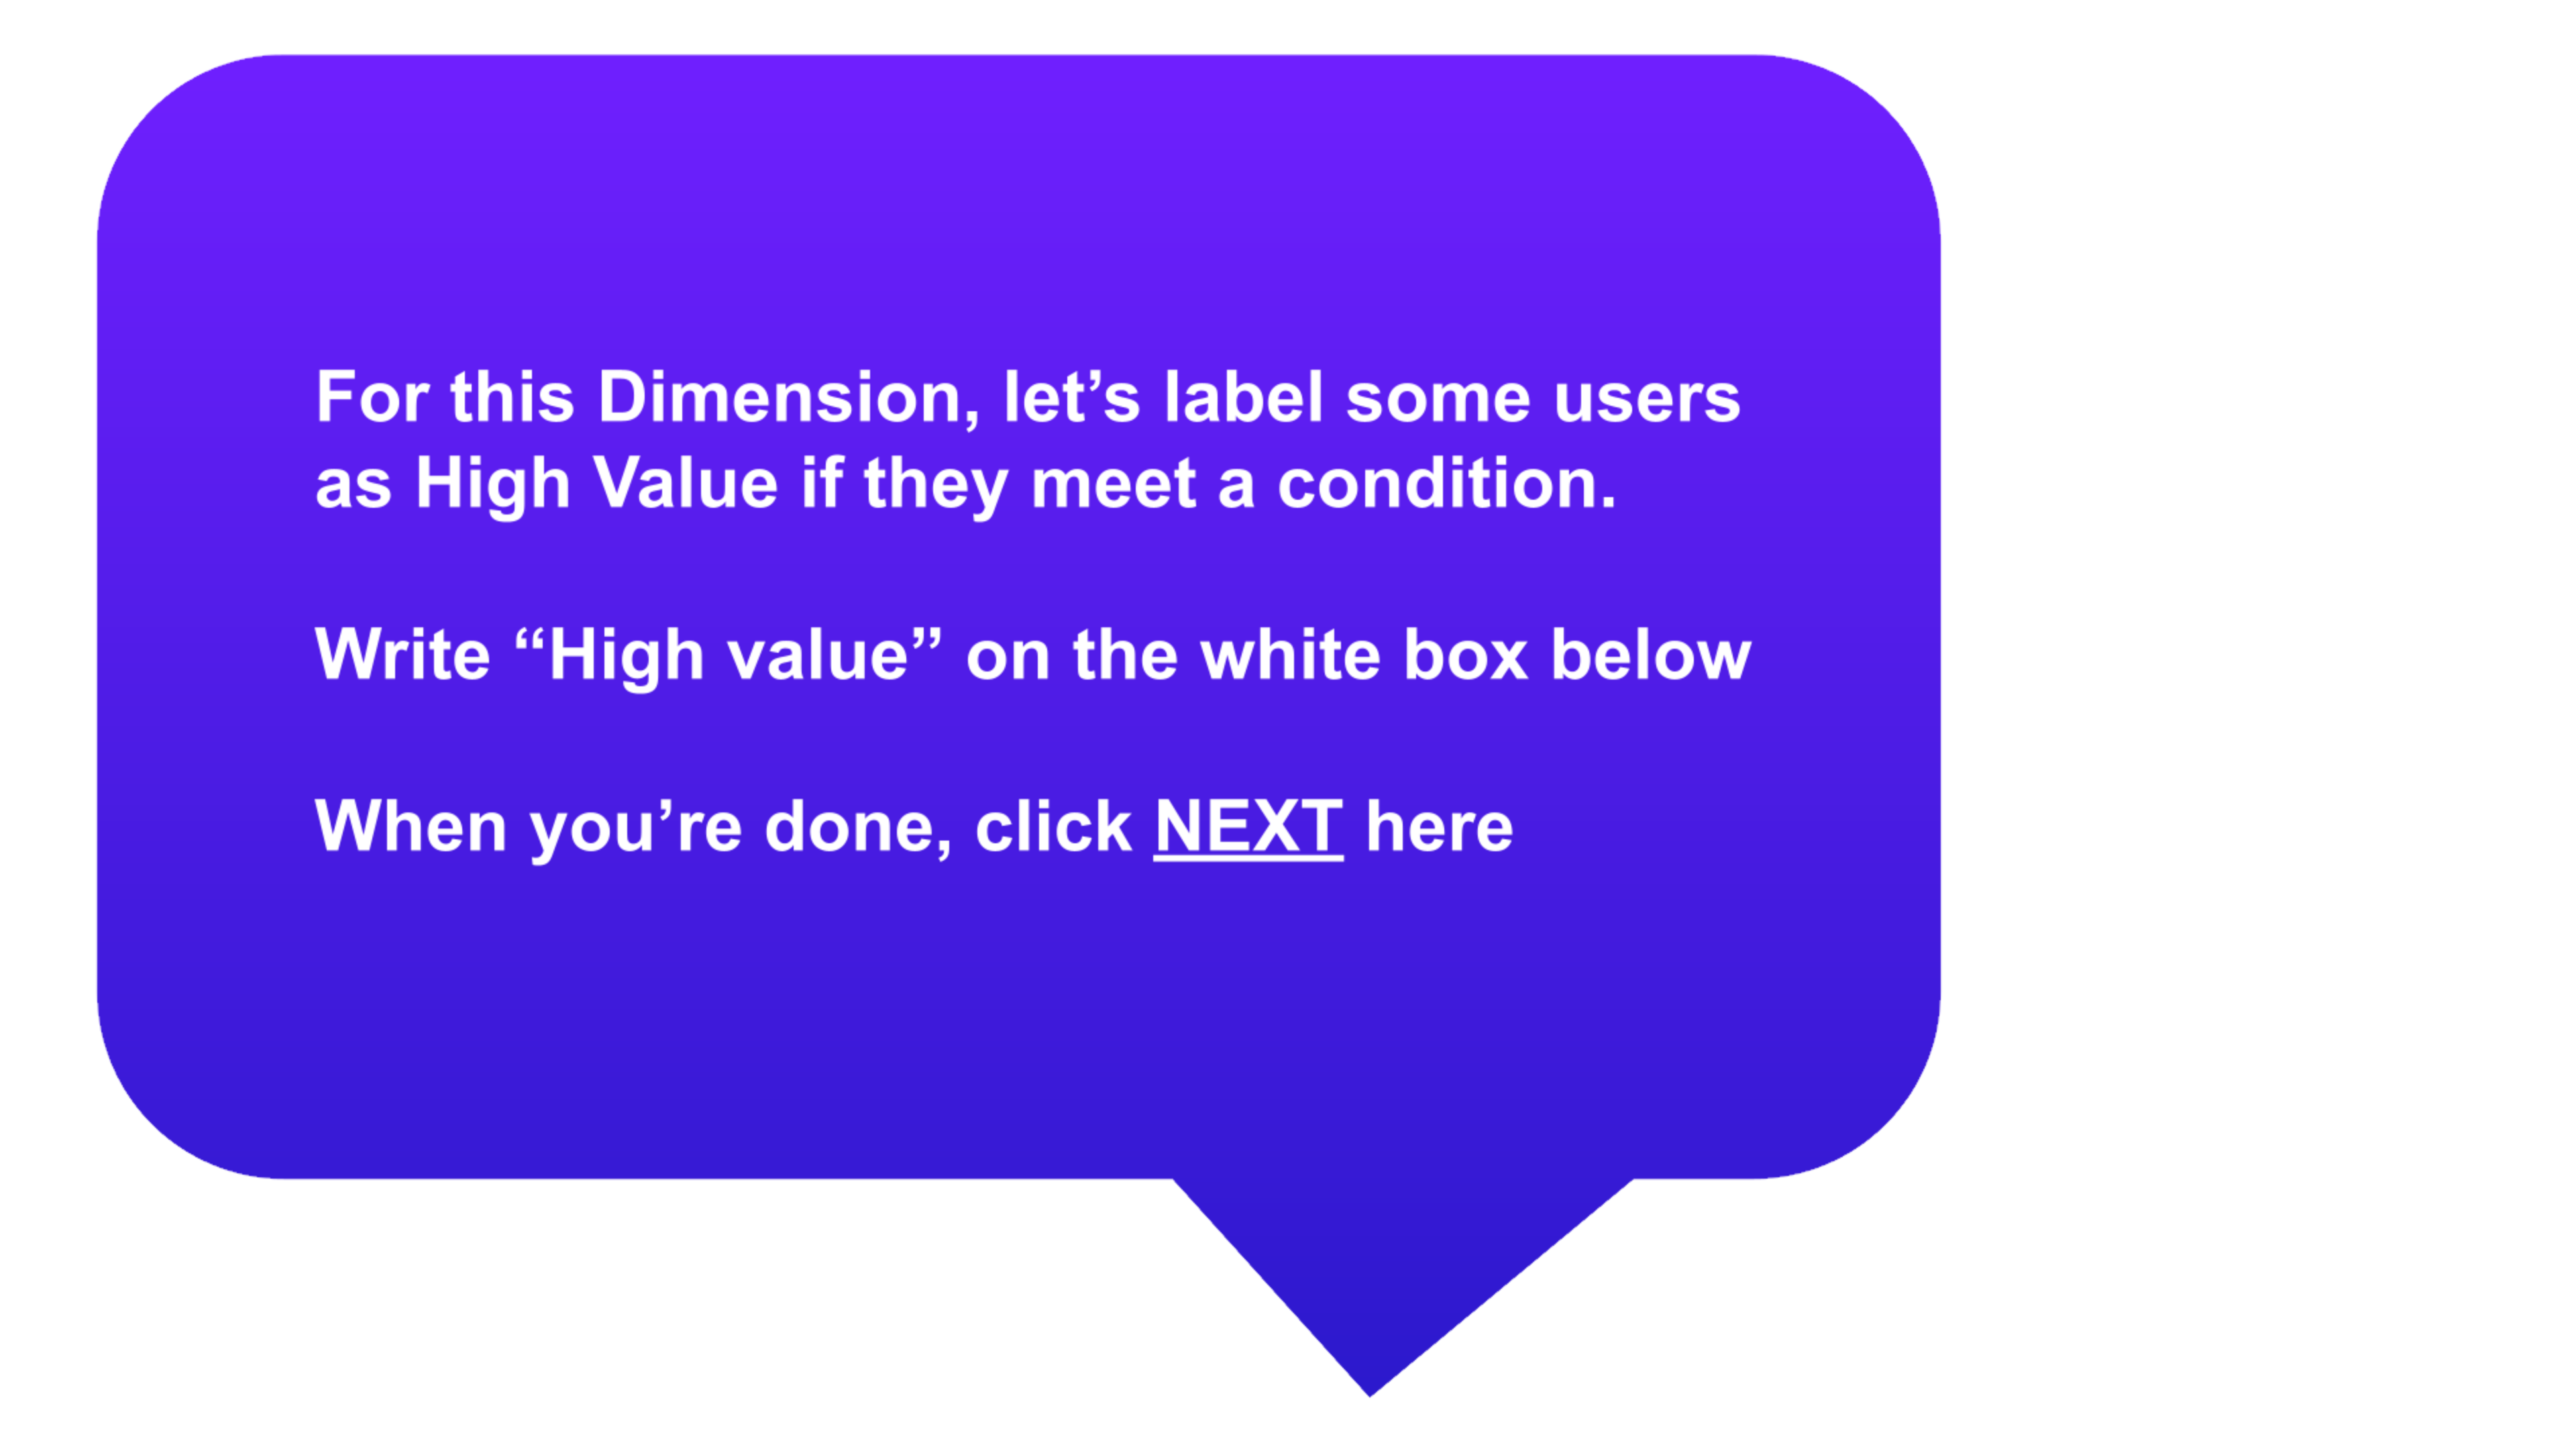 For this Dimension, let’s label some users
as High Value if they meet a condition.
Write “High value” on the white box below
When you’re done, click NEXT here